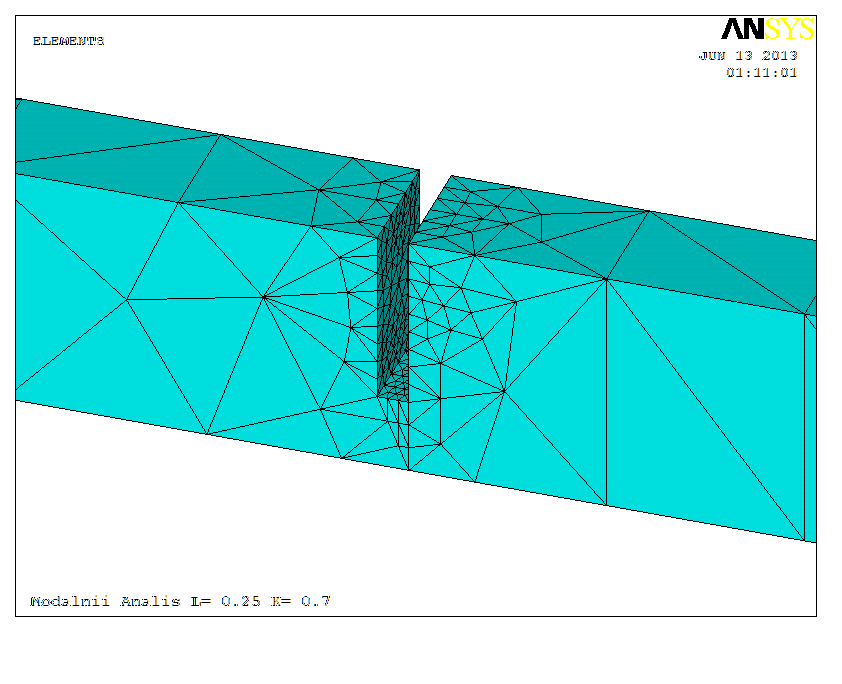 ELEMENTS
ANSYS
JUN 13 2013
01:11:01
Modalnii Analis L= 0.25 K= 0.7